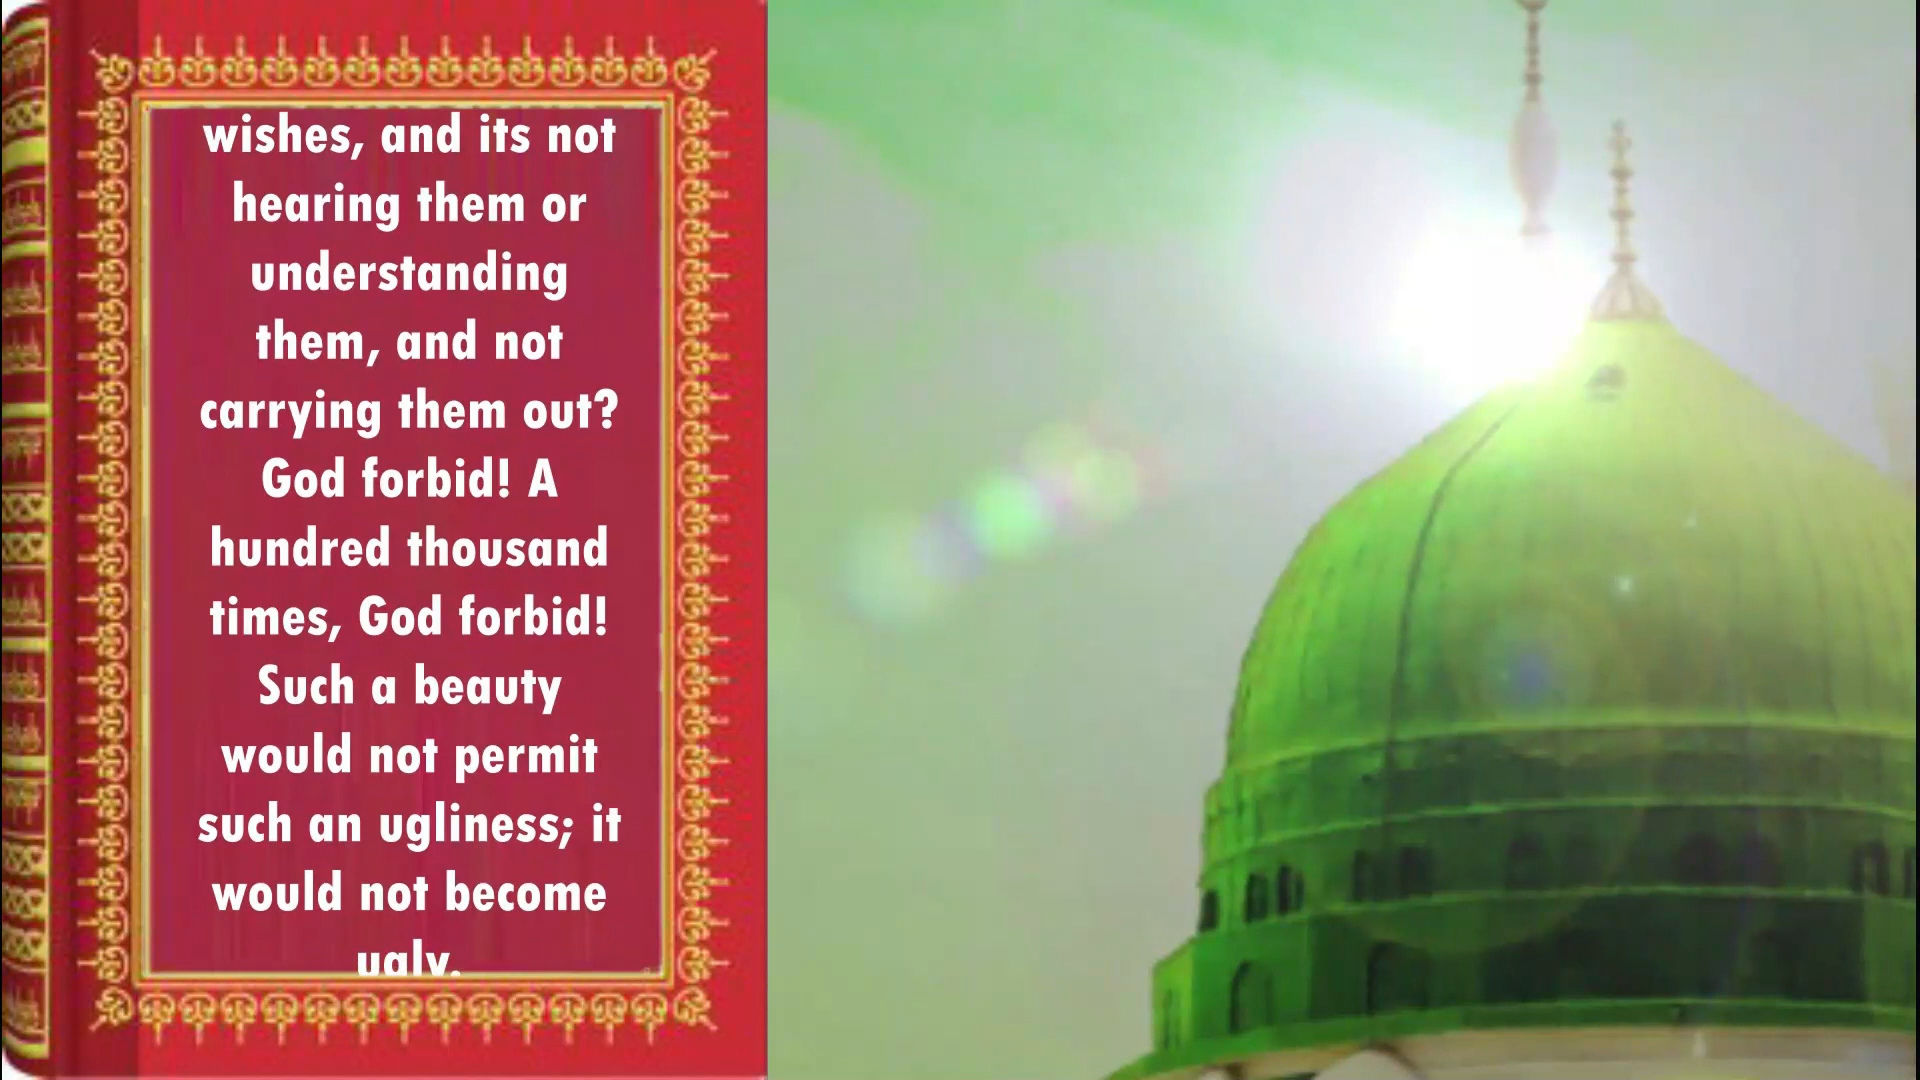 wishes, and its not
hearing them or
understanding
them, and not
carrying them out?
God forbid! A
hundred thousand
times, God forbid!
Such a beauty
would not permit
such an ugliness; it
would not become
ugly.